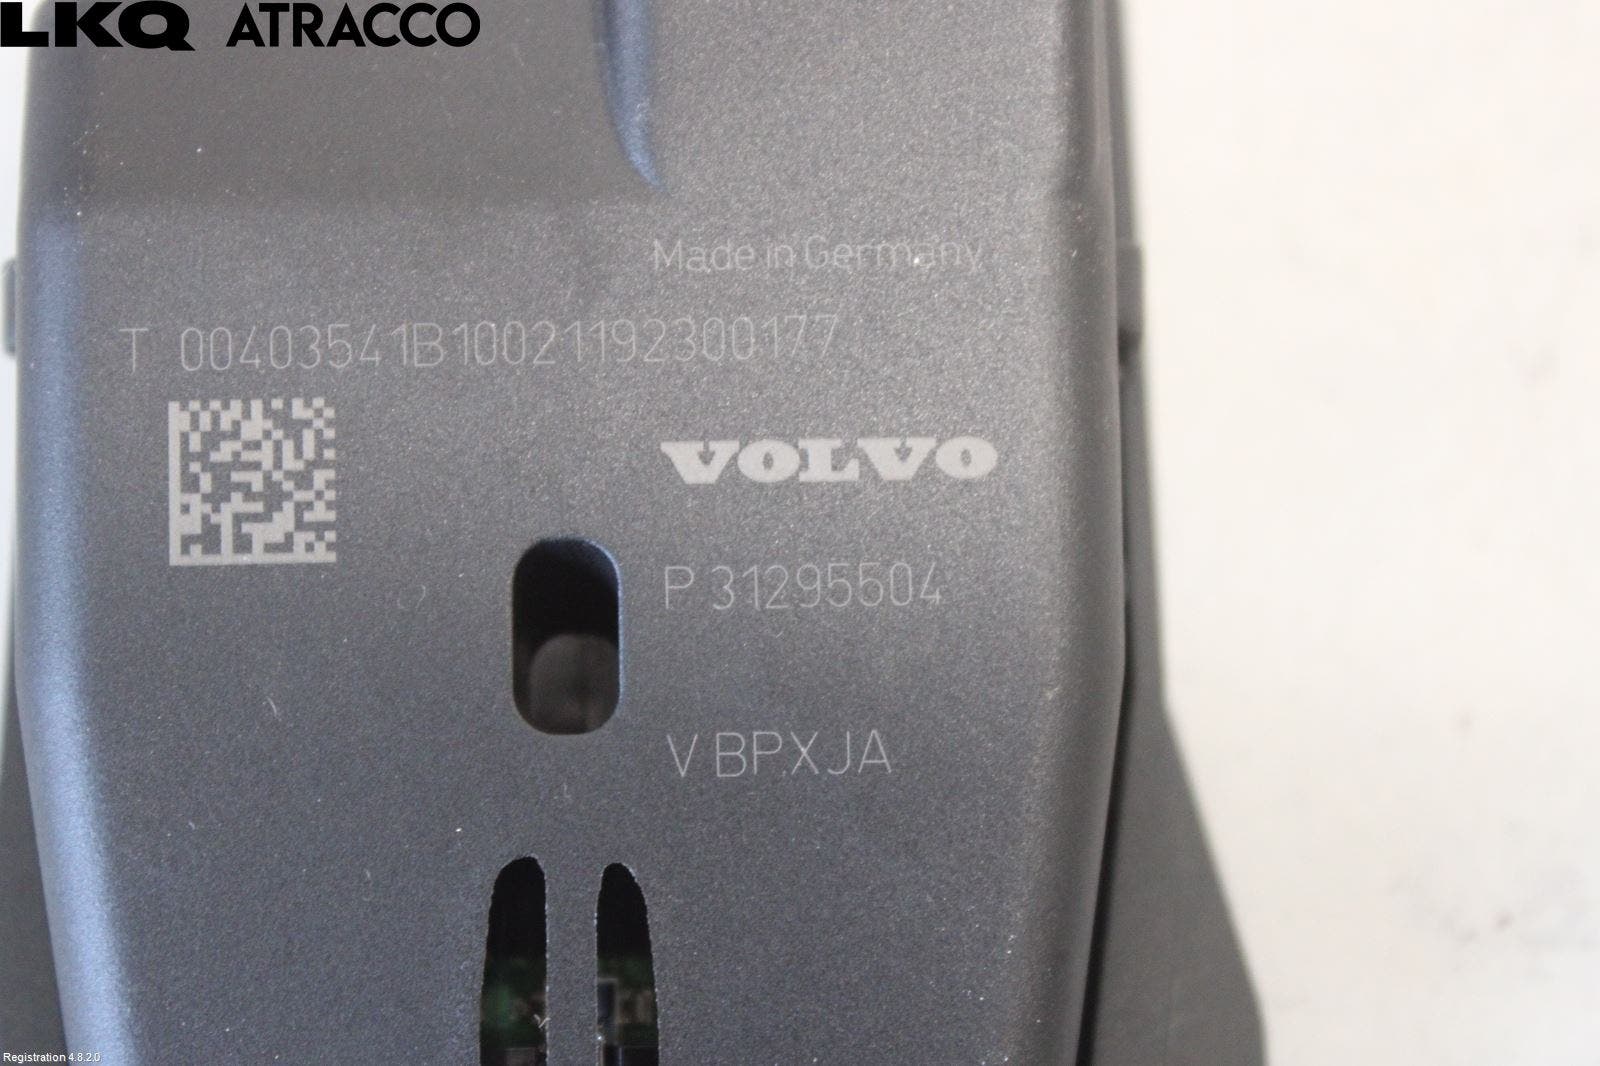 LKQ ATRACCO
Made in Germany
T 00403541B10021192300177
VOLVO
P 31295504
V BPXJA
Registration 4.8.2.0